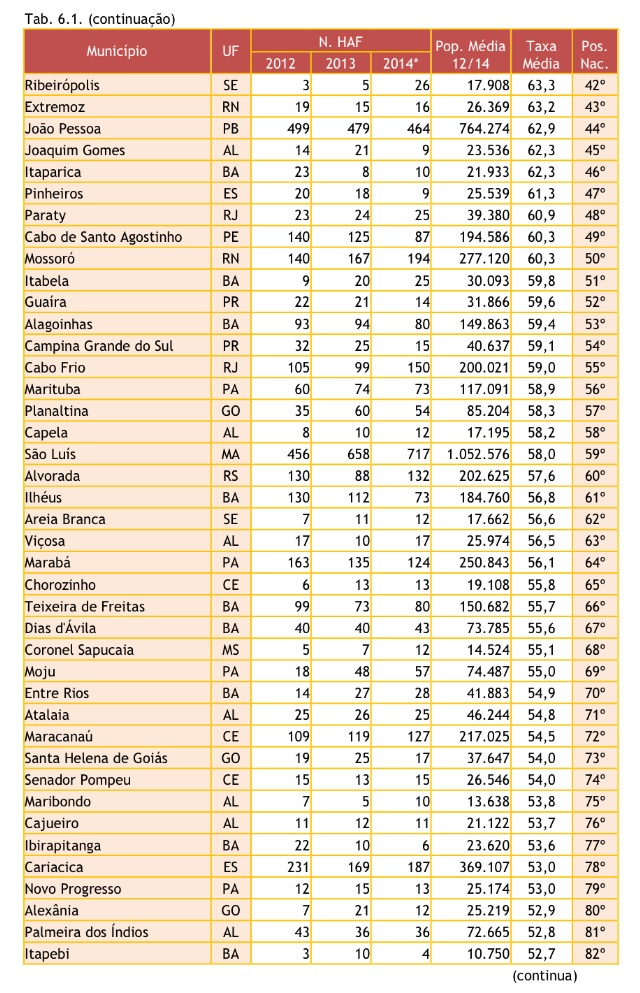 Tab. 6.1. (continuação)
Município UF N. HAF Pop. Média Taxa Pos.
2012 2013 2014* 12/14 Média Nac.
Ribeirópolis SE 3 5 26 17.908 63,3 42º
Extremoz RN 19 15 16 26.369 63,2 43º
João Pessoa PB 499 479 464 764.274 62,9 44º
Joaquim Gomes AL 14 21 9 23.536 62,3 45º
Itaparica BA 23 8 10 21.933 62,3 46º
Pinheiros ES 20 18 9 25.539 61,3 47º
Paraty RJ 23 24 25 39.380 60,9 48º
Cabo de Santo Agostinho PE 140 125 87 194.586 60,3 49º
Mossoró RN 140 167 194 277.120 60,3 50º
Itabela BA 9 20 25 30.093 59,8 51º
Guaíra PR 22 21 14 31.866 59,6 52º
Alagoinhas BA 93 94 80 149.863 59,4 53º
Campina Grande do Sul PR 32 25 15 40.637 59,1 54º
Cabo Frio RJ 105 99 150 200.021 59,0 55º
Marituba PA 60 74 73 117.091 58,9 56º
Planaltina GO 35 60 54 85.204 58,3 57º
Capela AL 8 10 12 17.195 58,2 58º
São Luís MA 456 658 717 1.052.576 58,0 59º
Alvorada RS 130 88 132 202.625 57,6 60º
Ilhéus BA 130 112 73 184.760 56,8 61º
Areia Branca SE 7 11 12 17.662 56,6 62º
Viçosa AL 17 10 17 25.974 56,5 63º
Marabá PA 163 135 124 250.843 56,1 64º
Chorozinho CE 6 13 13 19.108 55,8 65º
Teixeira de Freitas BA 99 73 80 150.682 55,7 66º
Dias d'Ávila BA 40 40 43 73.785 55,6 67º
Coronel Sapucaia MS 5 7 12 14.524 55,1 68º
Moju PA 18 48 57 74.487 55,0 69º
Entre Rios BA 14 27 28 41.883 54,9 70º
Atalaia AL 25 26 25 46.244 54,8 71º
Maracanaú CE 109 119 127 217.025 54,5 72º
Santa Helena de Goiás GO 19 25 17 37.647 54,0 73º
Senador Pompeu CE 15 13 15 26.546 54,0 74º
Maribondo AL 7 5 10 13.638 53,8 75º
Cajueiro AL 11 12 11 21.122 53,7 76º
Ibirapitanga BA 22 10 6 23.620 53,6 77º
Cariacica ES 231 169 187 369.107 53,0 78º
Novo Progresso PA 12 15 13 25.174 53,0 79º
Alexânia GO 7 21 12 25.219 52,9 80º
Palmeira dos Índios AL 43 36 36 72.665 52,8 81º
Itapebi BA 3 10 4 10.750 52,7 82º
(continua)